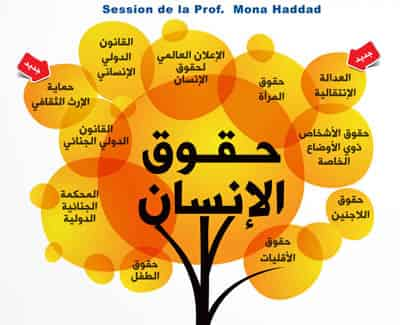 Session de la Prof. Mona Haddad
جديد
العدالة
الإنتقالية
حقوق
المرأة
الإعلان العالمي
لحقوق
الإنسان
القانون
الدولي
الإنساني
جديد
حماية
الإرث الثقافي
حقوق الأشخاص
ذوي الأوضاع
الخاصة
القانون
الدولي الجنائي
حقوق
الإنسان
حقوق
اللاجئين
المحكمة
الجنائية
الدولية
حقوق
الأقليات
حقوق
الطفل